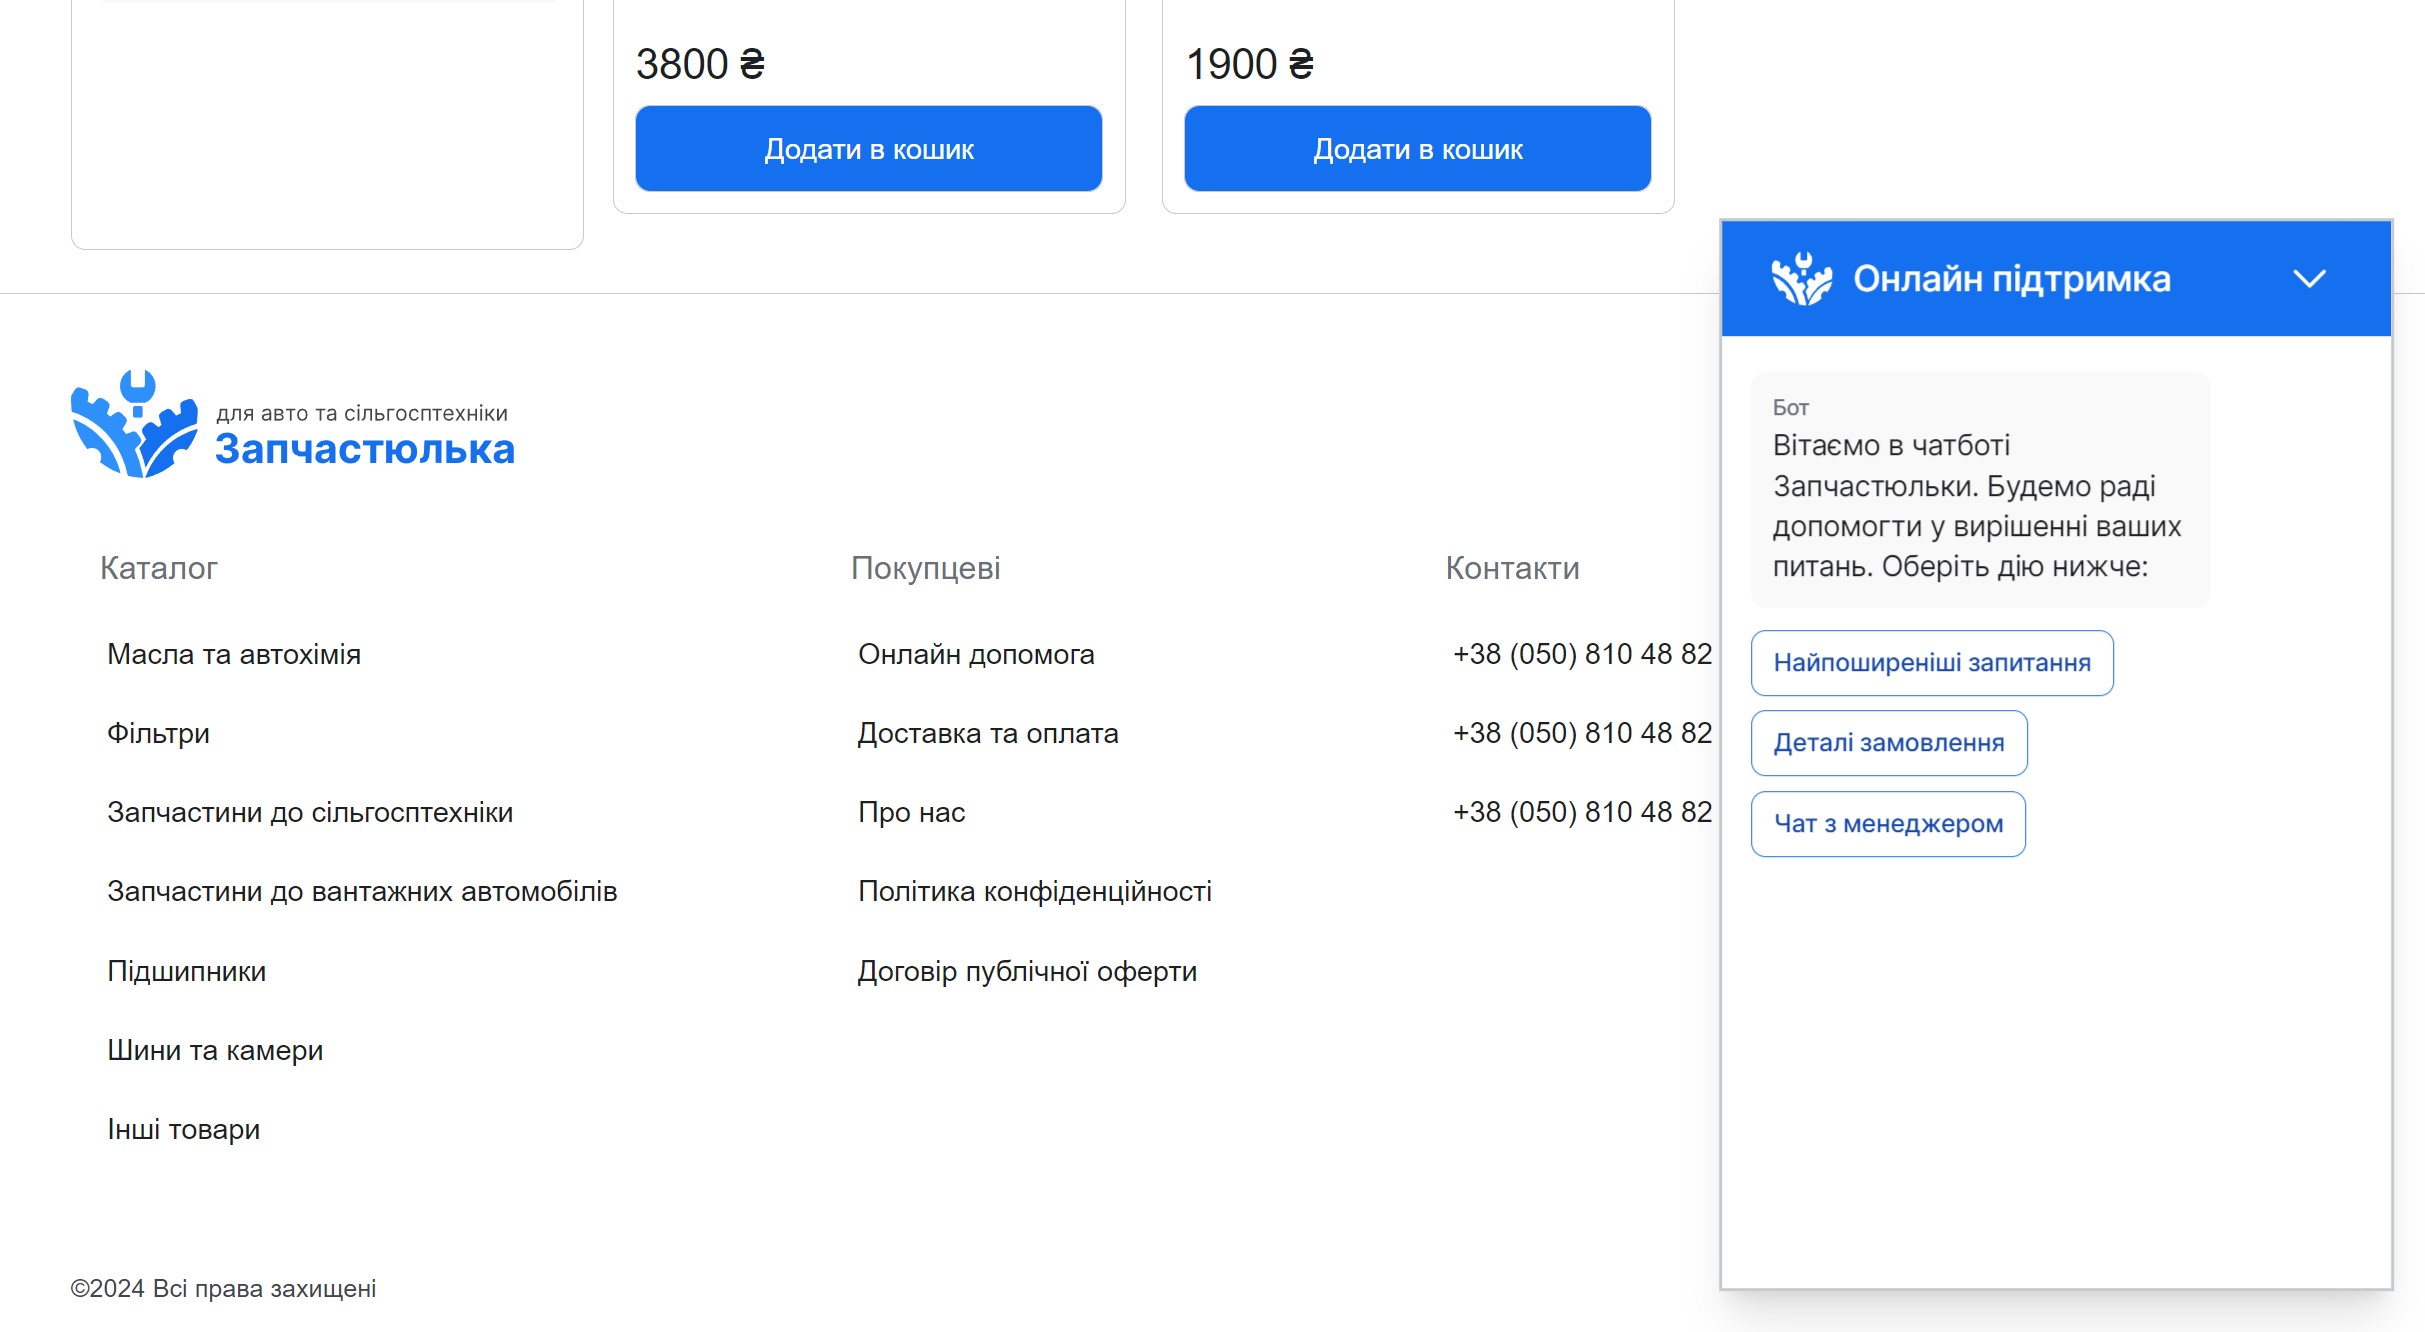 3800 ₴
1900 ₴
Додати в кошик
Додати в кошик
для авто та сільгосптехніки
Запчастюлька
Каталог
Масла та автохімія
Фільтри
Запчастини до сільгосптехніки
Запчастини до вантажних автомобілів
Підшипники
Шини та камери
Інші товари
Покупцеві
Онлайн допомога
Доставка та оплата
Про нас
Політика конфіденційності
Договір публічної оферти
Контакти
+38 (050) 810 48 82
+38 (050) 810 48 82
+38 (050) 810 48 82
©2024 Всі права захищені
Онлайн підтримка
Бот
Вітаємо в чатботі
Запчастюльки. Будемо раді
допомогти у вирішенні ваших
питань. Оберіть дію нижче:
Найпоширеніші запитання
Деталі замовлення
Чат з менеджером